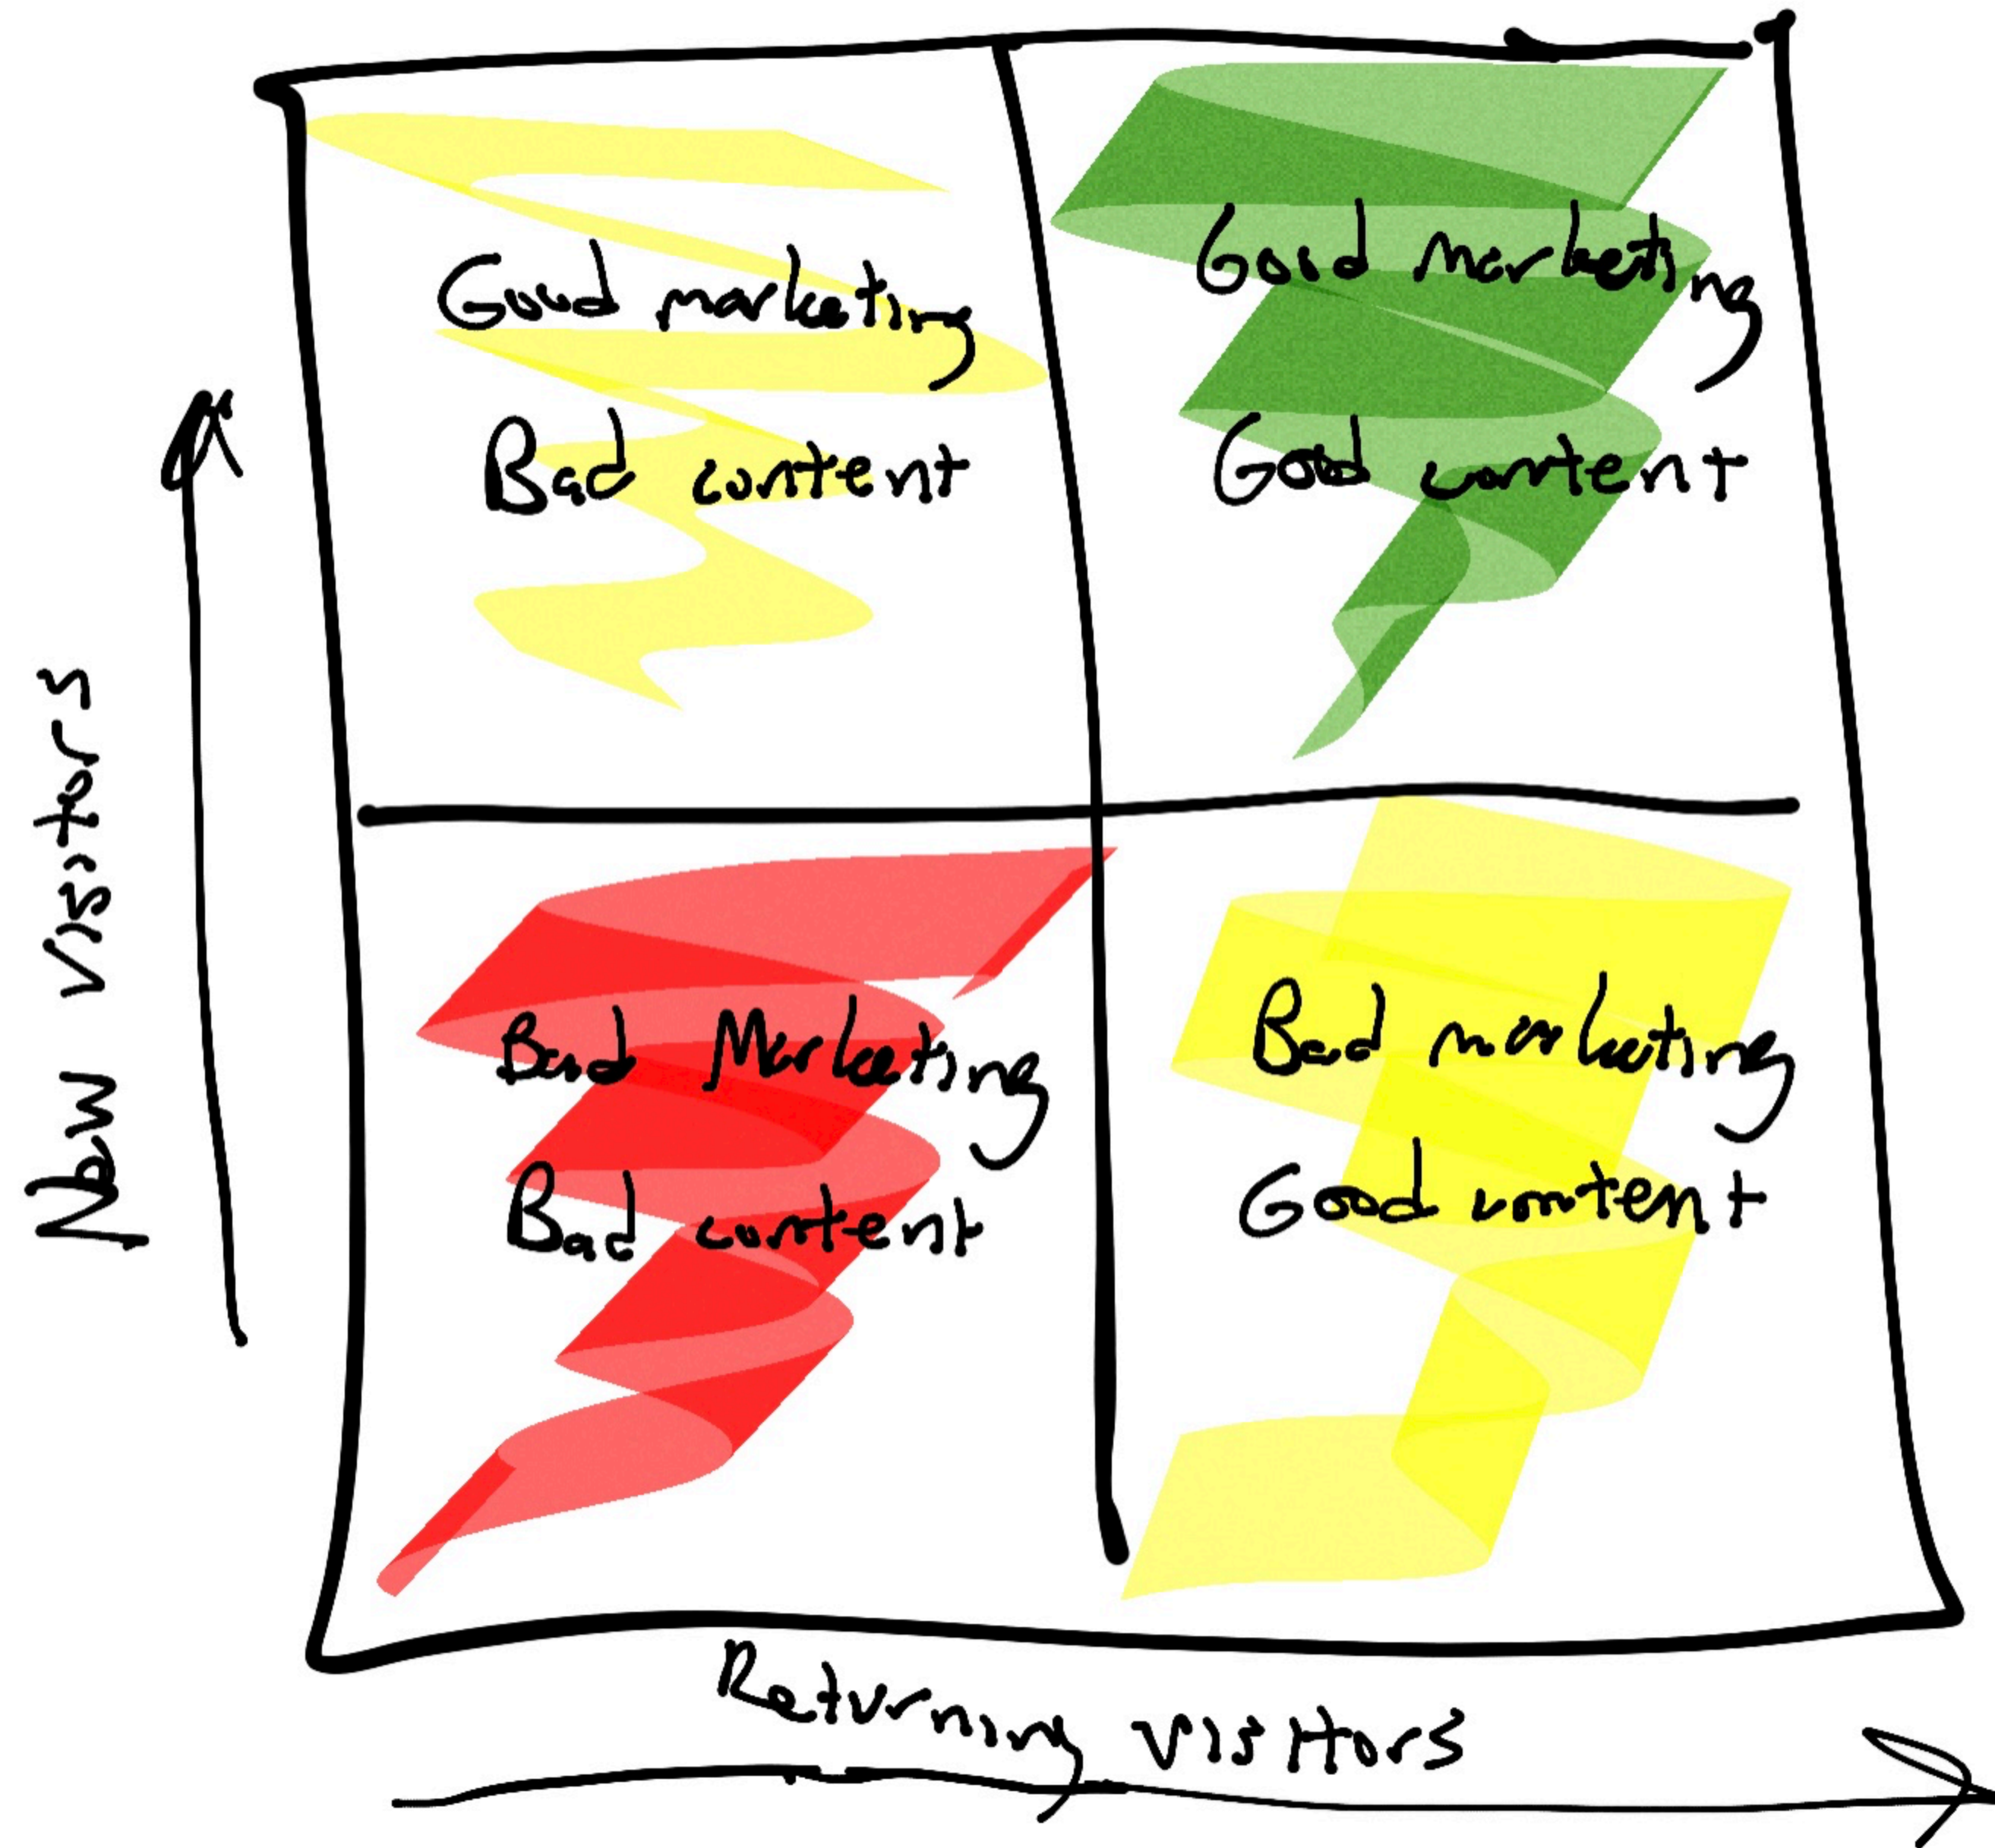 Good marketing
Bad content
Good marketing
Good content
New visitors
Bad Marketing
Bad content
Bad marketing
Good content
Returning visitors